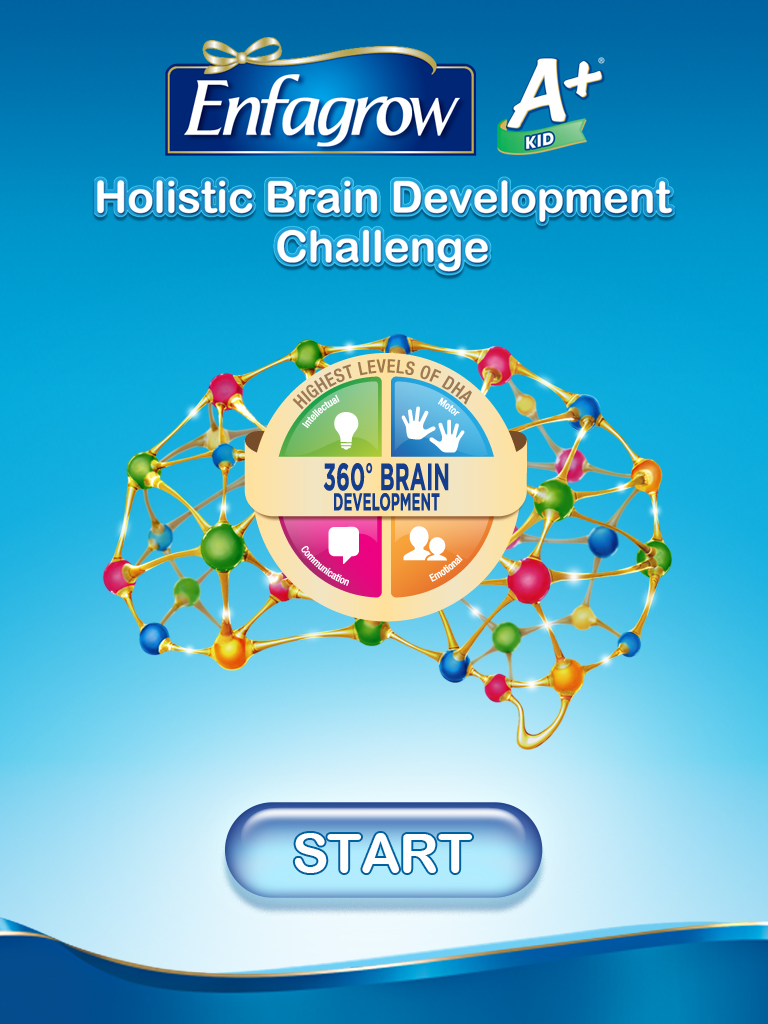 Enfagrow A+®
KID
Holistic Brain Development
Challenge
HIGHEST LEVELS OF DHA
Intellectual
Motor
360° BRAIN
DEVELOPMENT
Communication
Emotional
START